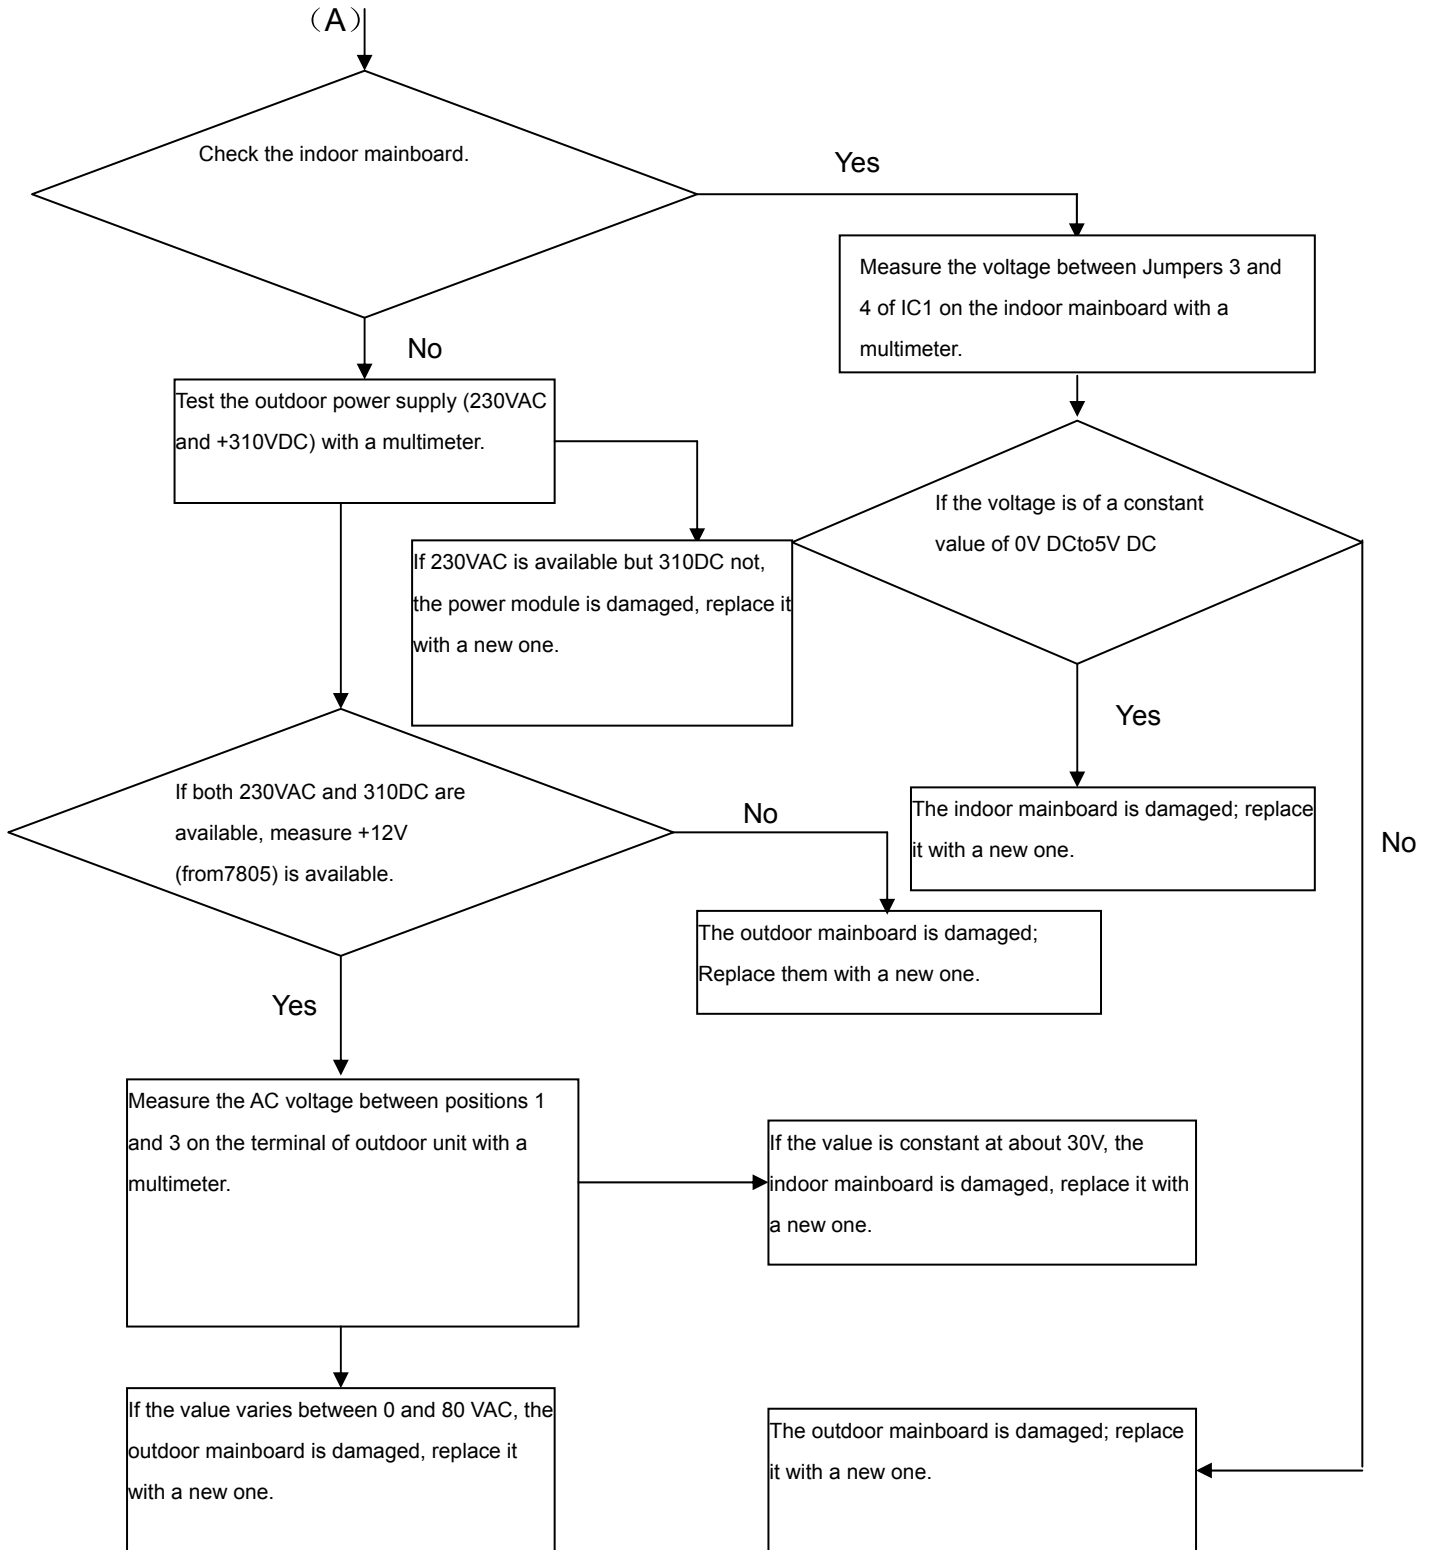 （A）
Check the indoor mainboard.
Yes
Measure the voltage between Jumpers 3 and
4 of IC1 on the indoor mainboard with a
multimeter.
No
Test the outdoor power supply (230VAC
and +310VDC) with a multimeter.
If the voltage is of a constant
value of 0V DCto5V DC
If 230VAC is available but 310DC not,
the power module is damaged, replace it
with a new one.
Yes
If both 230VAC and 310DC are
available, measure +12V
(from7805) is available.
No
The indoor mainboard is damaged; replace
it with a new one.
No
The outdoor mainboard is damaged;
Replace them with a new one.
Yes
Measure the AC voltage between positions 1
and 3 on the terminal of outdoor unit with a
multimeter.
If the value is constant at about 30V, the
indoor mainboard is damaged, replace it with
a new one.
If the value varies between 0 and 80 VAC, the
outdoor mainboard is damaged, replace it
with a new one.
The outdoor mainboard is damaged; replace
it with a new one.